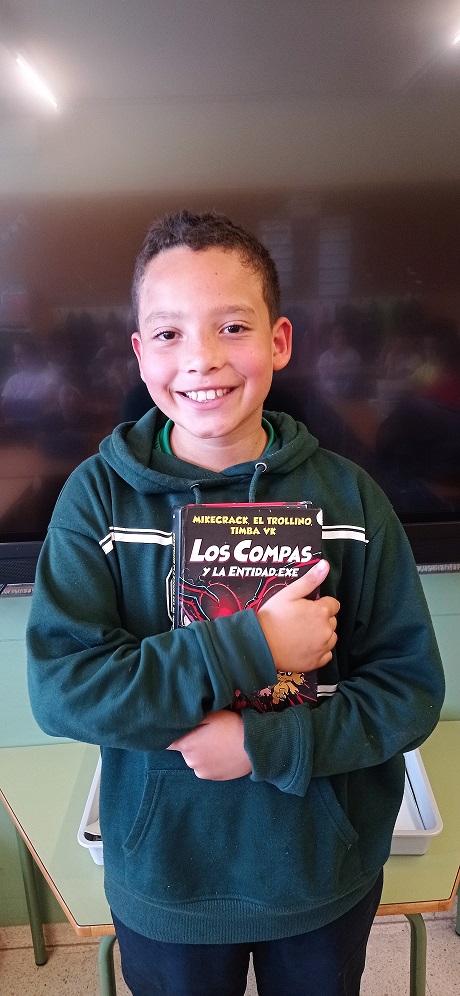 MIKECRACK, EL TROLLINO,
TIMBA VK
LOS COMPAS
Y LA ENTIDAD.EXE